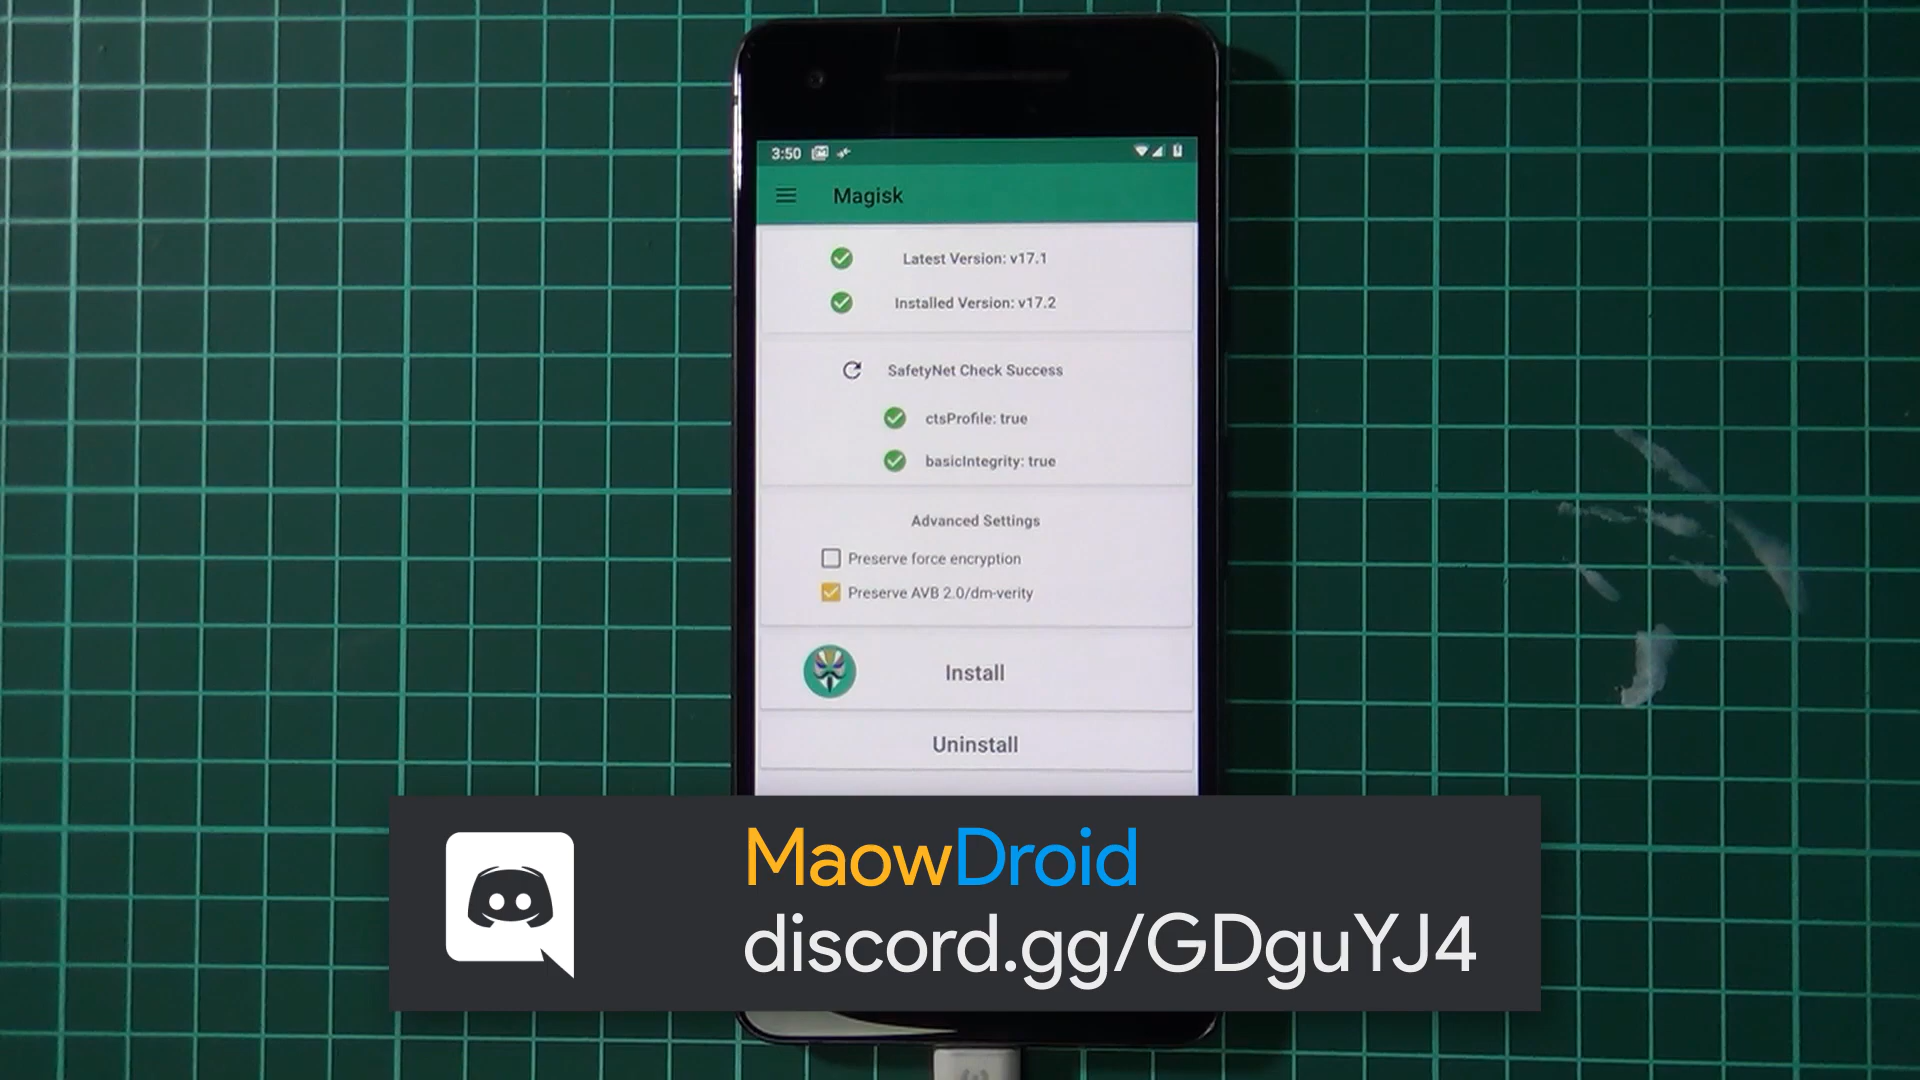 3:50
Magisk
Latest Version: v17.1
Installed Version: v17.2
SafetyNet Check Success
ctsProfile: true
basicIntegrity: true
Advanced Settings
Preserve force encryption
Preserve AVB 2.0/dm-verity
Install
Uninstall
MaowDroid
discord.gg/GDguYJ4